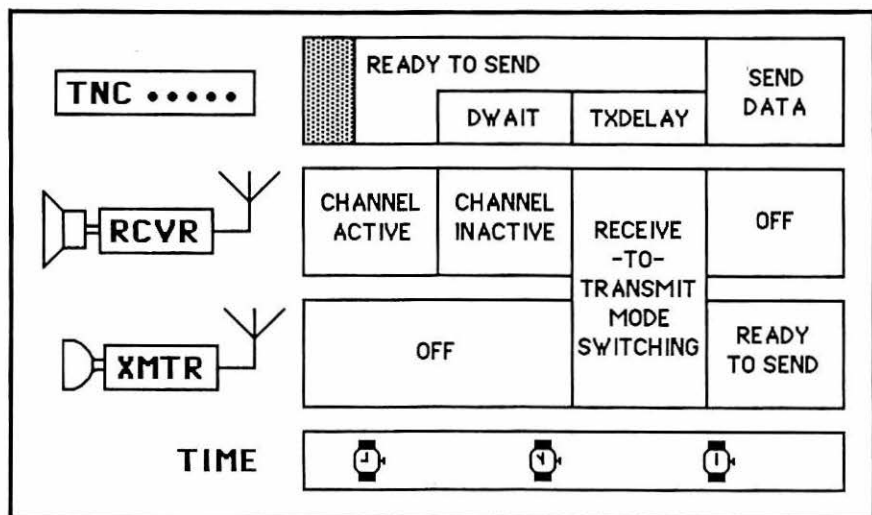 TNC
READY TO SEND
DWAIT
TXDELAY
SEND
DATA
RCVR
CHANNEL
ACTIVE
CHANNEL
INACTIVE
RECEIVE
-TO-
TRANSMIT
MODE
SWITCHING
OFF
XMTR
OFF
READY
TO SEND
TIME